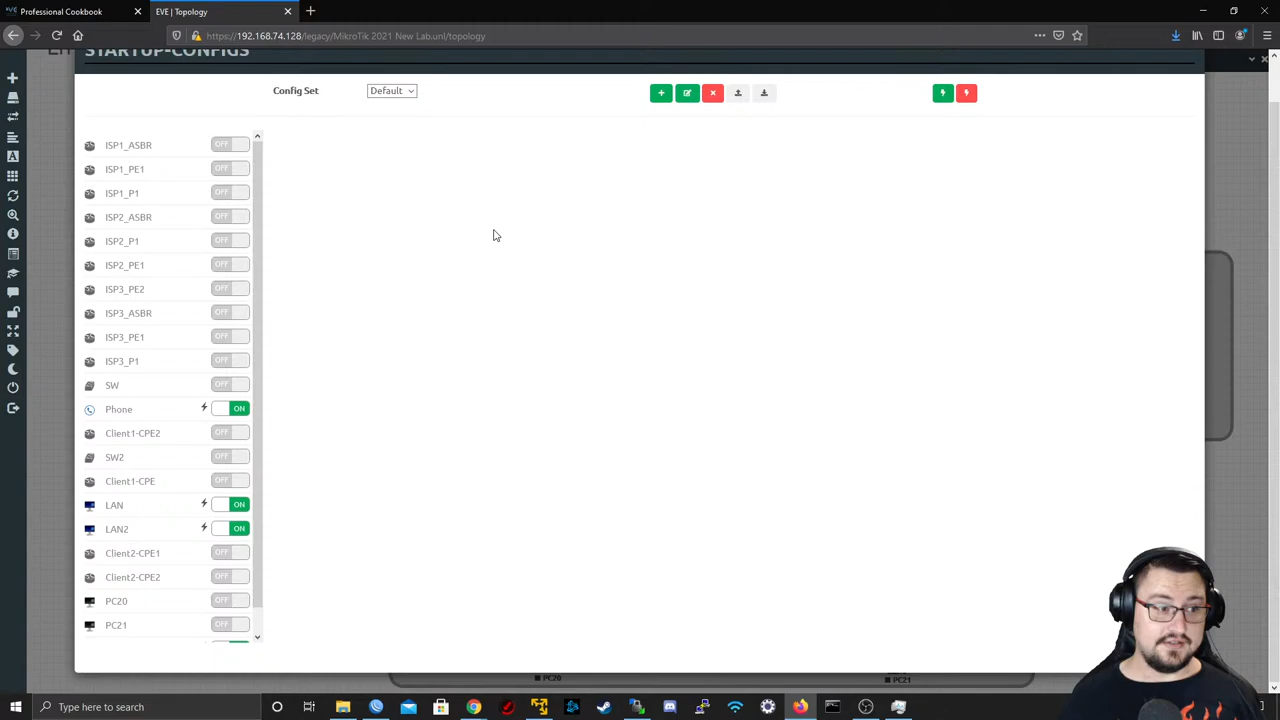 Professional Cookbook
EVE | Topology
https://192.168.74.128/legacy/MikroTik 2021 New Lab.unl/topology
STARTUP-CONFIGS
Config Set
Default
ISP1_ASBR OFF
ISP1_PE1 OFF
ISP1_P1 OFF
ISP2_ASBR OFF
ISP2_P1 OFF
ISP2_PE1 OFF
ISP3_PE2 OFF
ISP3_ASBR OFF
ISP3_PE1 OFF
ISP3_P1 OFF
SW OFF
Phone ON
Client1-CPE2 OFF
SW2 OFF
Client1-CPE OFF
LAN ON
LAN2 ON
Client2-CPE1 OFF
Client2-CPE2 OFF
PC20 OFF
PC21 OFF
PC20
PC21
Type here to search